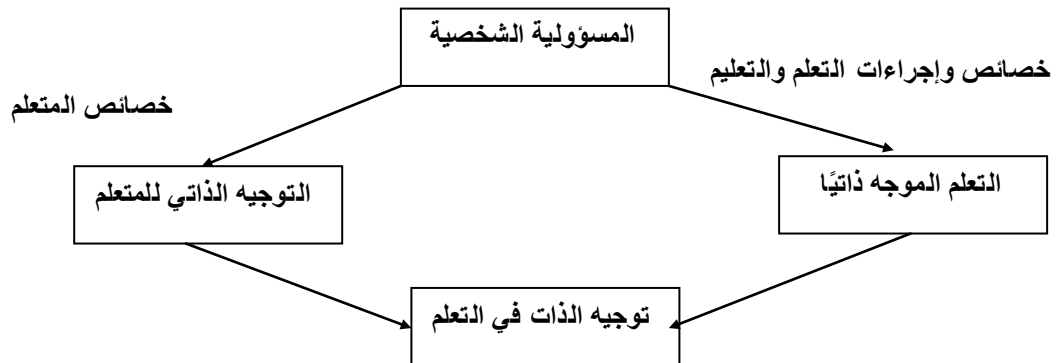 المسؤولية الشخصية
خصائص وإجراءات التعلم والتعليم
خصائص المتعلم
التعلم الموجه ذاتيًا
التوجيه الذاتي للمتعلم
توجيه الذات في التعلم